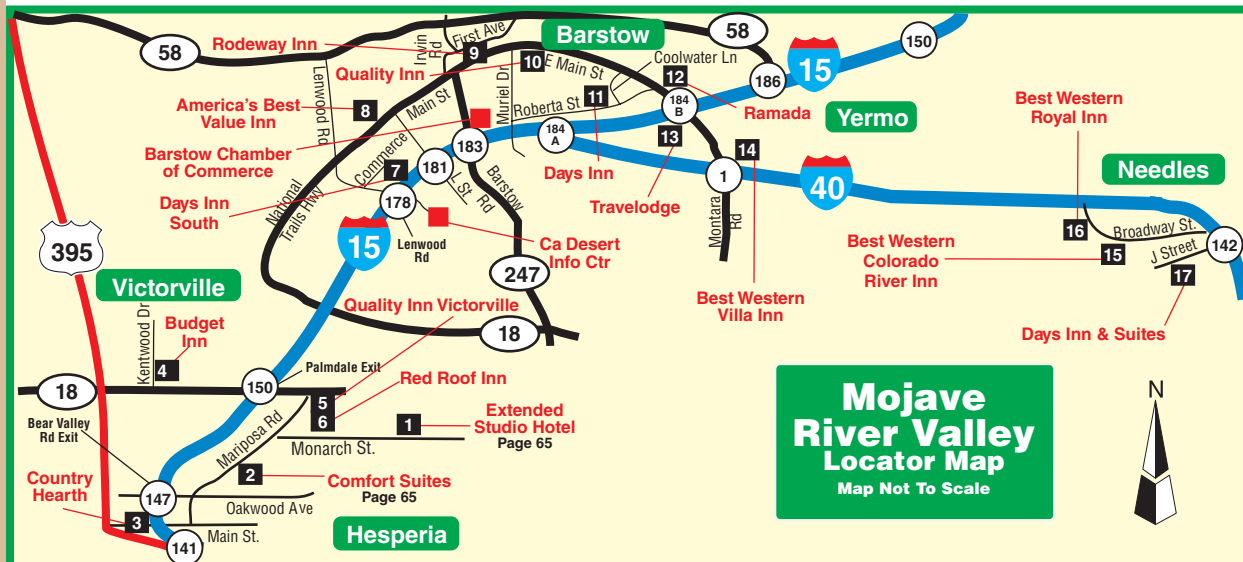 58
Rodeway Inn
Irwin
Rd
First Ave
9
Barstow
58
150
Quality Inn
10
E Main St
Coolwater Ln
15
186
Lenwood Rd
America's Best
Value Inn
8
Main St
Muriel Dr
Roberta St
11
12
184
B
Ramada
Yermo
Best Western
Royal Inn
Barstow Chamber
of Commerce
Commerce
183
184
A
13
14
Needles
7
181
Days Inn
1
40
Days Inn
South
178
L St.
Barstow
Rd
Travelodge
Montara
Rd
National
Trails Hwy
15
Lenwood
Rd
Ca Desert
Info Ctr
16
Broadway St.
15
J Street
142
17
395
Best Western
Colorado
River Inn
247
Victorville
Quality Inn Victorville
Best Western
Villa Inn
18
Days Inn & Suites
Kentwood Dr
Budget
Inn
4
18
150
Palmdale Exit
5
6
Red Roof Inn
Bear Valley
Rd Exit
Mariposa Rd
1
Extended
Studio Hotel
Page 65
Monarch St.
Country
Hearth
2
Comfort Suites
Page 65
147
Oakwood Ave
3
Main St.
141
Hesperia
Mojave
River Valley
Locator Map
Map Not To Scale
N